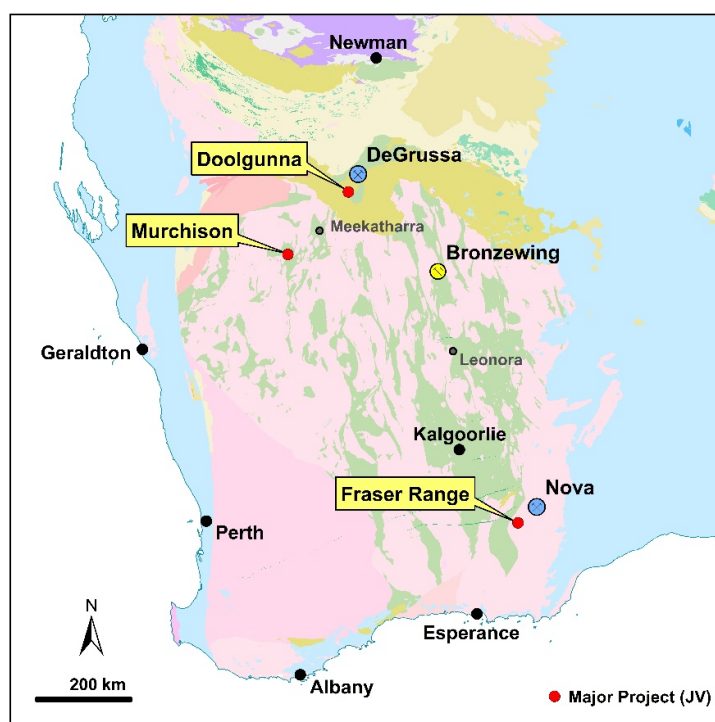 Newman
Doolgunna
DeGrussa
Murchison
Meekatharra
Bronzewing
Geraldton
Leonora
Kalgoorlie
Fraser Range
Nova
Perth
N
Esperance
200 km
Albany
Major Project (JV)